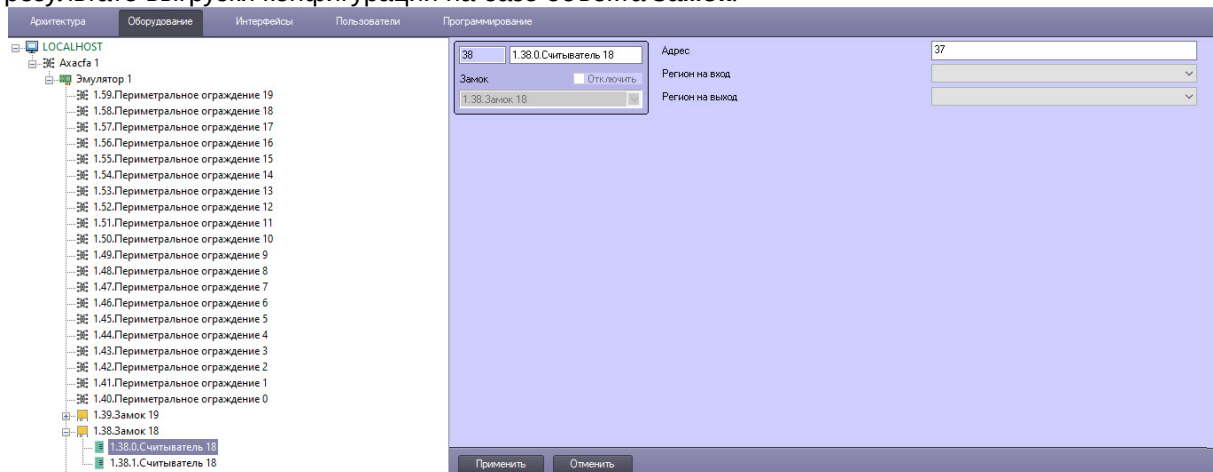 результате выгрузки конфигурации на базе объекта Замок.
Архитектура Оборудование Интерфейсы Пользователи Программирование
LOCALHOST
Axacfa 1
Эмулятор 1
1.59.Периметральное ограждение 19
1.58.Периметральное ограждение 18
1.57.Периметральное ограждение 17
1.56.Периметральное ограждение 16
1.55.Периметральное ограждение 15
1.54.Периметральное ограждение 14
1.53.Периметральное ограждение 13
1.52.Периметральное ограждение 12
1.51.Периметральное ограждение 11
1.50.Периметральное ограждение 10
1.49.Периметральное ограждение 9
1.48.Периметральное ограждение 8
1.47.Периметральное ограждение 7
1.46.Периметральное ограждение 6
1.45.Периметральное ограждение 5
1.44.Периметральное ограждение 4
1.43.Периметральное ограждение 3
1.42.Периметральное ограждение 2
1.41.Периметральное ограждение 1
1.40.Периметральное ограждение 0
1.39.Замок 19
1.38.Замок 18
1.38.0.Считыватель 18
1.38.1.Считыватель 18
38 1.38.0.Считыватель 18
Замок Отключить
1.38.Замок 18
Адрес 37
Регион на вход
Регион на выход
Применить Отменить